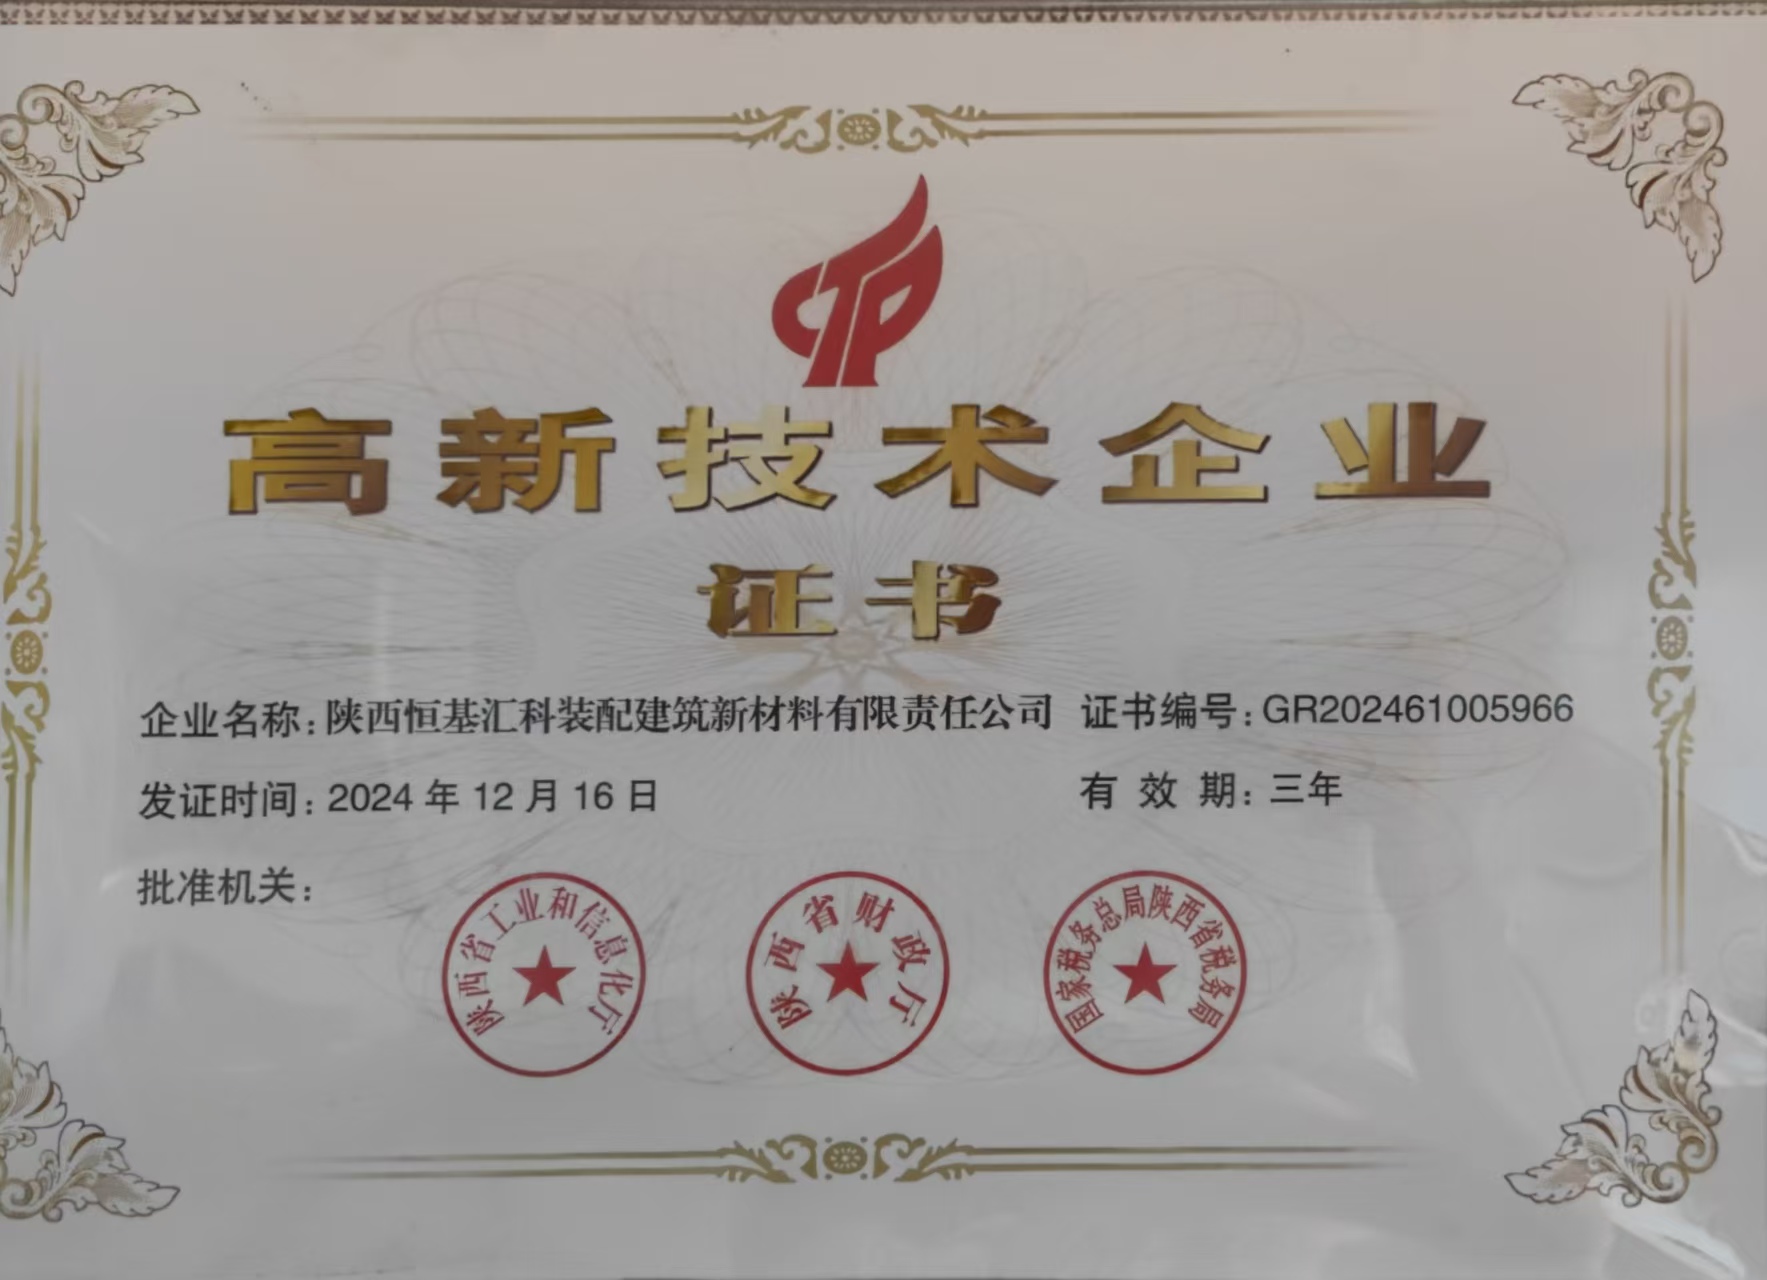 高新技术企业
证书
企业名称：陕西恒基汇科装配建筑新材料有限责任公司 证书编号：GR202461005966
发证时间：2024 年 12 月 16 日 有 效 期：三年
批准机关：
陕西省工业和信息化厅
陕西省财政厅
国家税务总局陕西省税务局